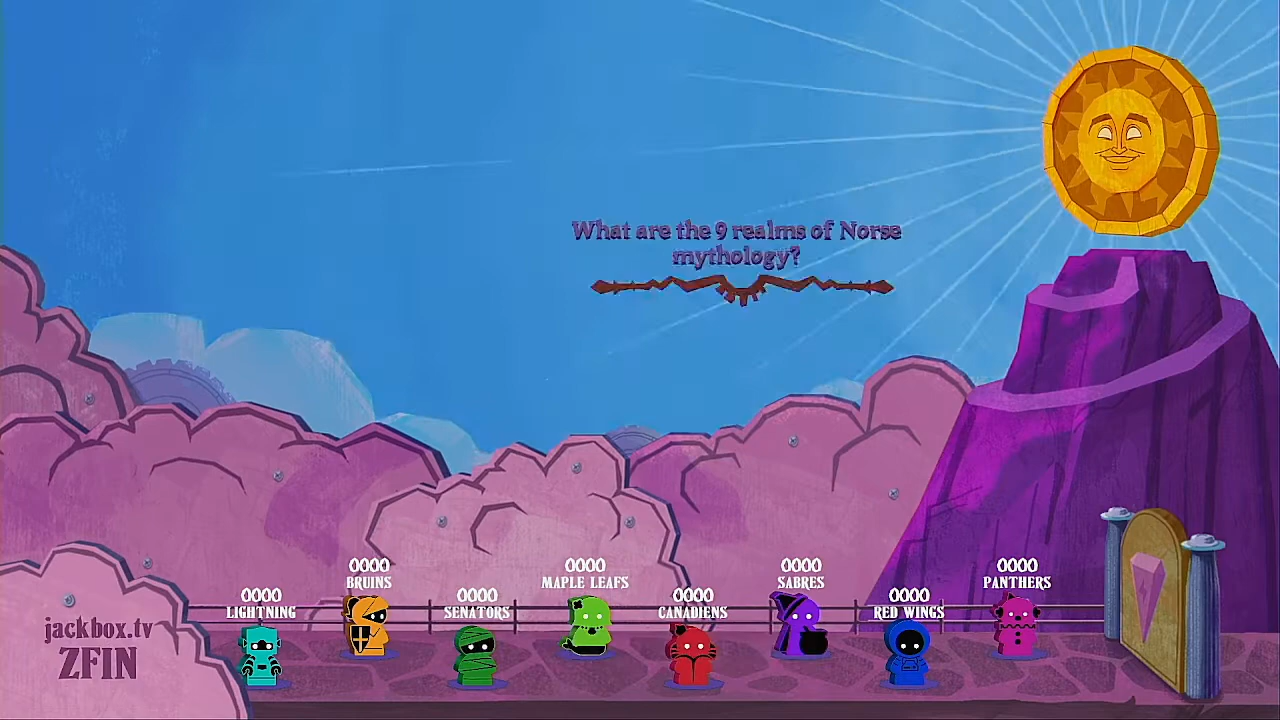 What are the 9 realms of Norse
mythology?
0000
LIGHTNING
0000
BRUINS
0000
SENATORS
0000
MAPLE LEAFS
0000
CANADIENS
0000
SABRES
0000
RED WINGS
0000
PANTHERS
jackbox.tv
ZFIN